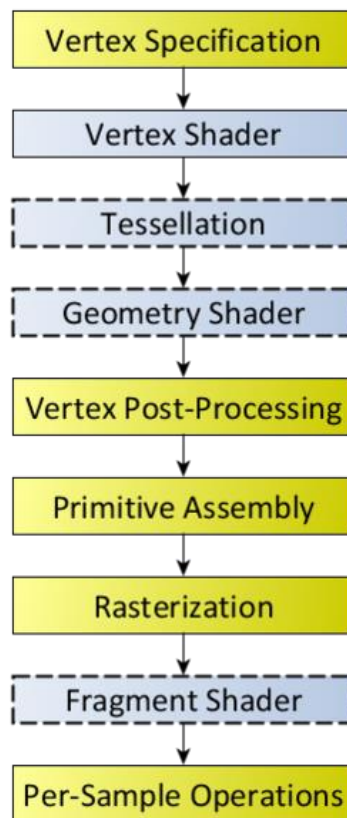 Vertex Specification
Vertex Shader
Tessellation
Geometry Shader
Vertex Post-Processing
Primitive Assembly
Rasterization
Fragment Shader
Per-Sample Operations